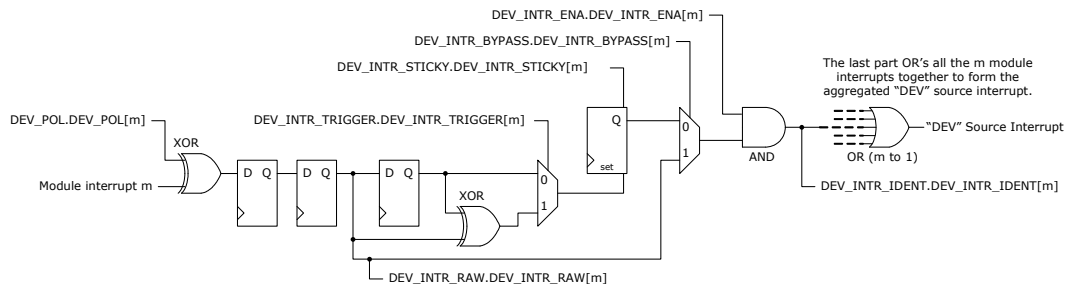 DEV_INTR_ENA.DEV_INTR_ENA[m]
DEV_INTR_BYPASS.DEV_INTR_BYPASS[m]
DEV_INTR_STICKY.DEV_INTR_STICKY[m]
The last part OR's all the m module
interrupts together to form the
aggregated “DEV” source interrupt.
DEV_POL.DEV_POL[m]
DEV_INTR_TRIGGER.DEV_INTR_TRIGGER[m]
XOR
Q
0
1
AND
“DEV” Source Interrupt
OR (m to 1)
Module interrupt m
D Q
D Q
D Q
0
1
set
XOR
DEV_INTR_IDENT.DEV_INTR_IDENT[m]
DEV_INTR_RAW.DEV_INTR_RAW[m]